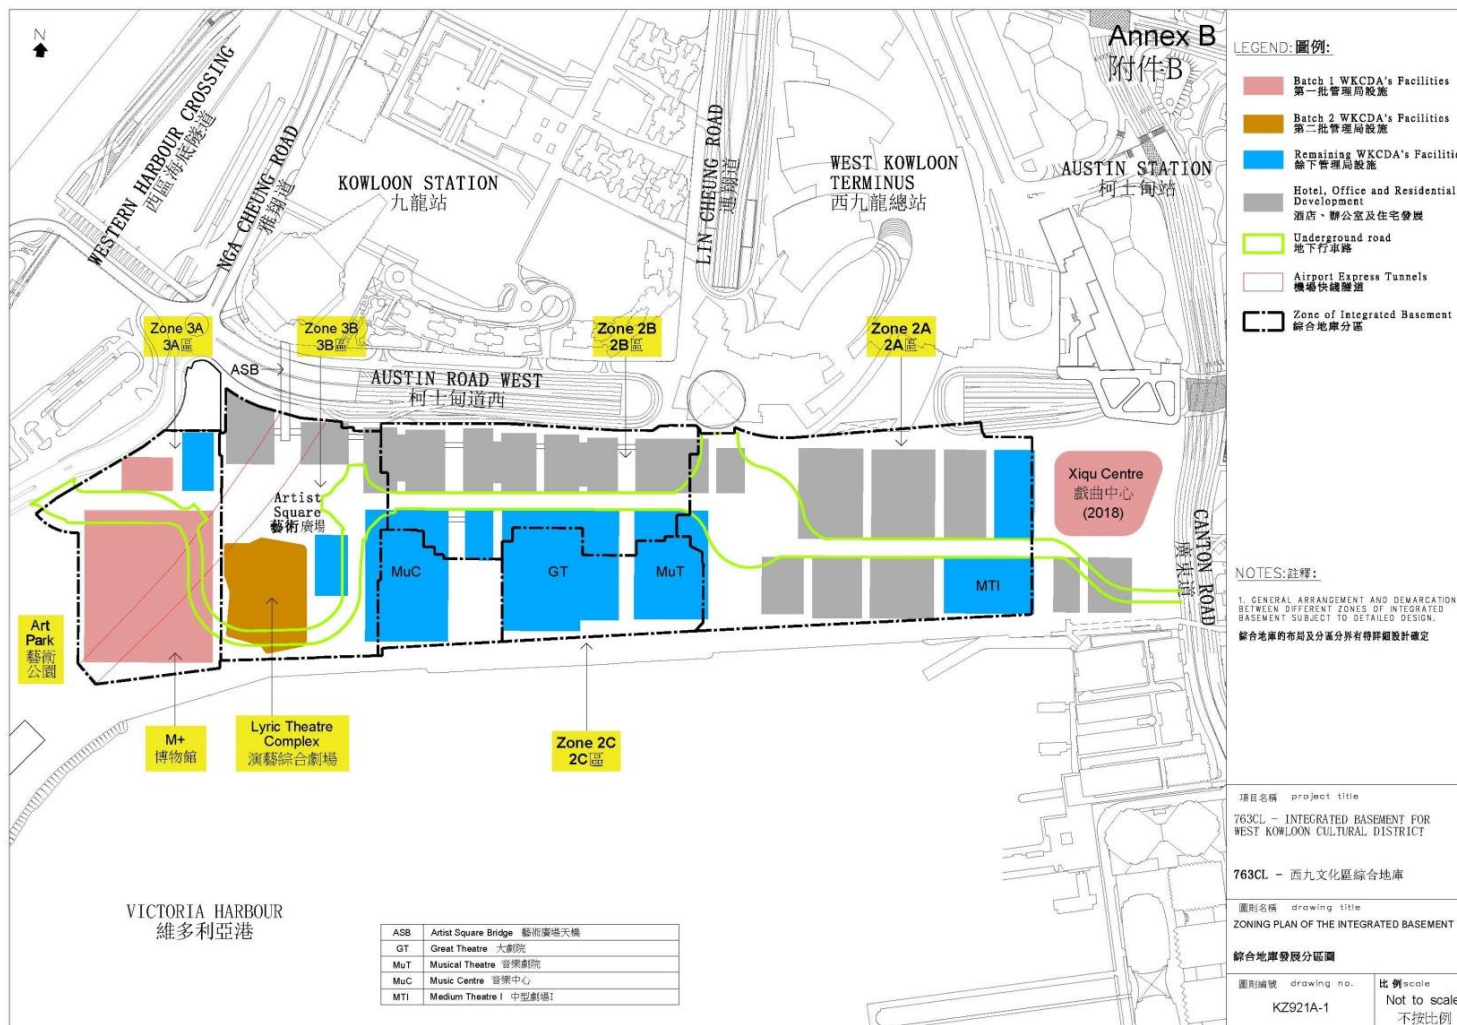 Annex B
附件B
N
WESTERN HARBOUR CROSSING
西區海底隧道
NGA CHEUNG ROAD
雅翔道
KOWLOON STATION
九龍站
LIN CHEUNG ROAD
連翔道
WEST KOWLOON
TERMINUS
西九龍總站
AUSTIN STATION
柯士甸站
Zone 3A
3A區
Zone 3B
3B區
Zone 2B
2B區
Zone 2A
2A區
ASB
AUSTIN ROAD WEST
柯士甸道西
Artist
Square
藝術廣場
Xiqu Centre
戲曲中心
(2018)
CANTON ROAD
廣東道
MuC
GT
MuT
MTI
Art
Park
藝術
公園
M+
博物館
Lyric Theatre
Complex
演藝綜合劇場
Zone 2C
2C區
VICTORIA HARBOUR
維多利亞港
ASB Artist Square Bridge 藝術廣場天橋
GT Great Theatre 大劇院
MuT Musical Theatre 音樂劇院
MuC Music Centre 音樂中心
MTI Medium Theatre I 中型劇場I
LEGEND:圖例:
Batch 1 WKCDA's Facilities
第一批管理局設施
Batch 2 WKCDA's Facilities
第二批管理局設施
Remaining WKCDA's Faciliti
餘下管理局設施
Hotel, Office and Residential
Development
酒店、辦公室及住宅發展
Underground road
地下行車路
Airport Express Tunnels
機場快綫隧道
Zone of Integrated Basement
綜合地庫分區
NOTES:註釋:
1. GENERAL ARRANGEMENT AND DEMARCATION
BETWEEN DIFFERENT ZONES OF INTEGRATED
BASEMENT SUBJECT TO DETAILED DESIGN.
綜合地庫的布局及分區分界有待詳細設計確定
項目名稱 project title
763CL - INTEGRATED BASEMENT FOR
WEST KOWLOON CULTURAL DISTRICT
763CL - 西九文化區綜合地庫
圖則名稱 drawing title
ZONING PLAN OF THE INTEGRATED BASEMENT
綜合地庫發展分區圖
圖則編號 drawing no.
KZ921A-1
比例scale
Not to scale
不按比例